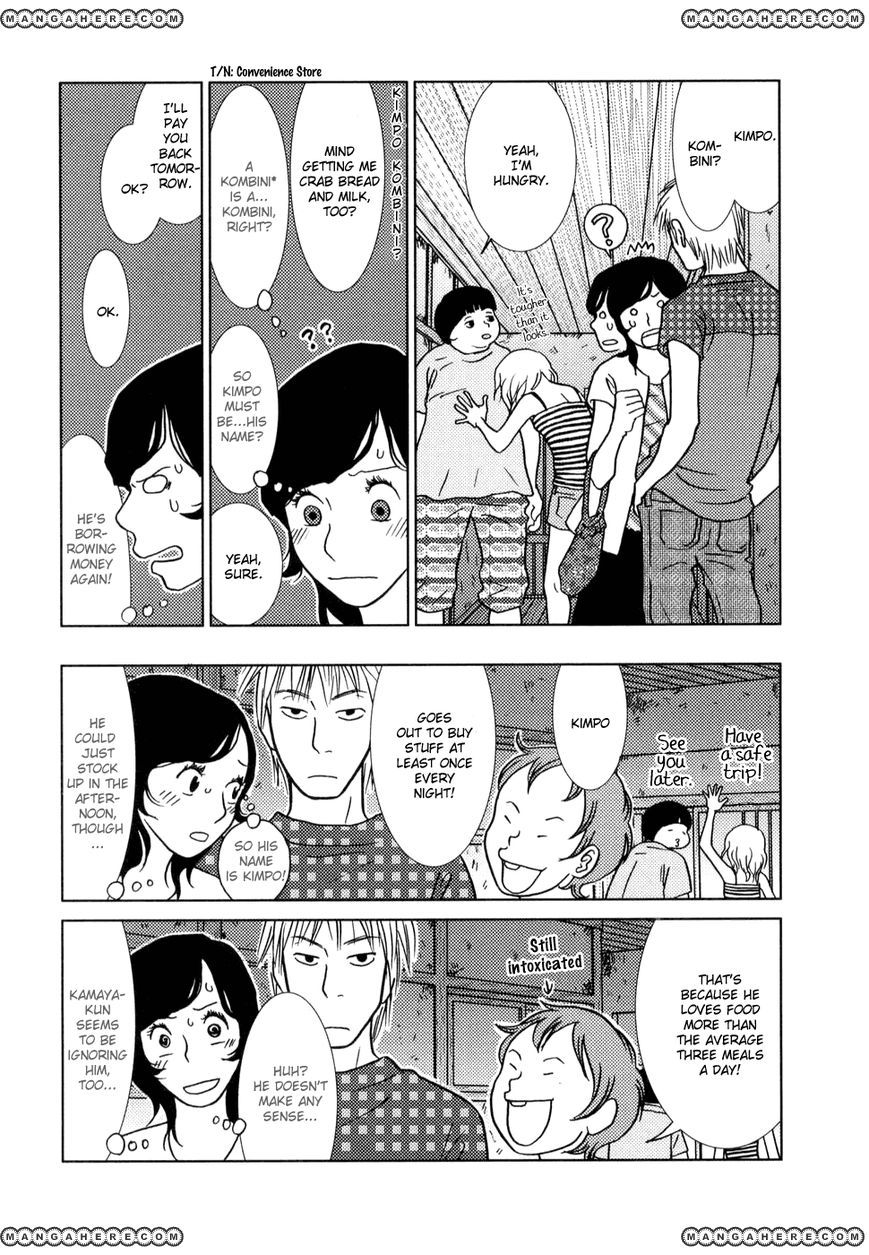 MANGAHERE.COM
MANGAHERE.COM
T/N: Convenience Store
KIMPO.
KOM-
BINI?
YEAH,
I'M
HUNGRY.
?
It's
tougher
than it
looks.
KIMPO KOMBINI?
MIND
GETTING ME
CRAB BREAD
AND MILK,
TOO?
A
KOMBINI*
IS A...
KOMBINI,
RIGHT?
??
SO
KIMPO
MUST
BE...HIS
NAME?
YEAH,
SURE.
I'LL
PAY
YOU
BACK
TOMOR-
ROW.
OK?
OK.
HE'S
BOR-
ROWING
MONEY
AGAIN!
Have
a safe
trip!
See
you
later.
KIMPO
GOES
OUT TO BUY
STUFF AT
LEAST ONCE
EVERY
NIGHT!
SO HIS
NAME
IS KIMPO!
HE
COULD
JUST
STOCK
UP IN THE
AFTER-
NOON,
THOUGH
...
THAT'S
BECAUSE HE
LOVES FOOD
MORE THAN
THE AVERAGE
THREE MEALS
A DAY!
Still
intoxicated
HUH?
HE DOESN'T
MAKE ANY
SENSE...
KAMAYA-
KUN
SEEMS
TO BE
IGNORING
HIM,
TOO...
MANGAHERE.COM
MANGAHERE.COM